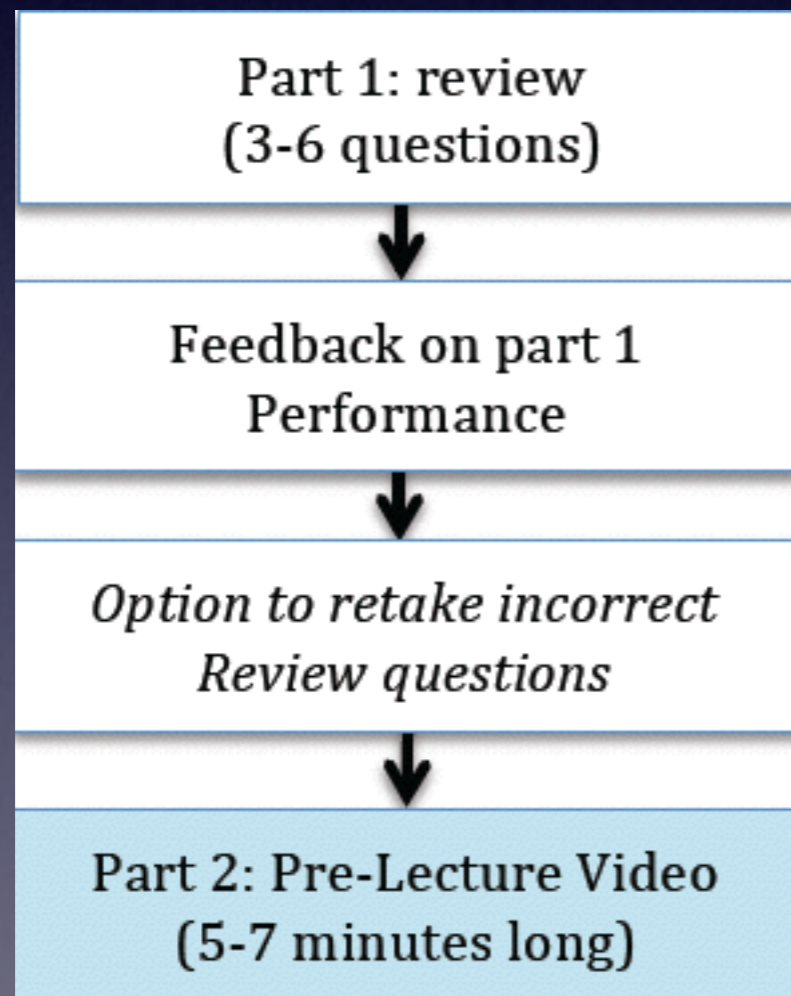 Part 1: review
(3-6 questions)
Feedback on part 1
Performance
Option to retake incorrect
Review questions
Part 2: Pre-Lecture Video
(5-7 minutes long)